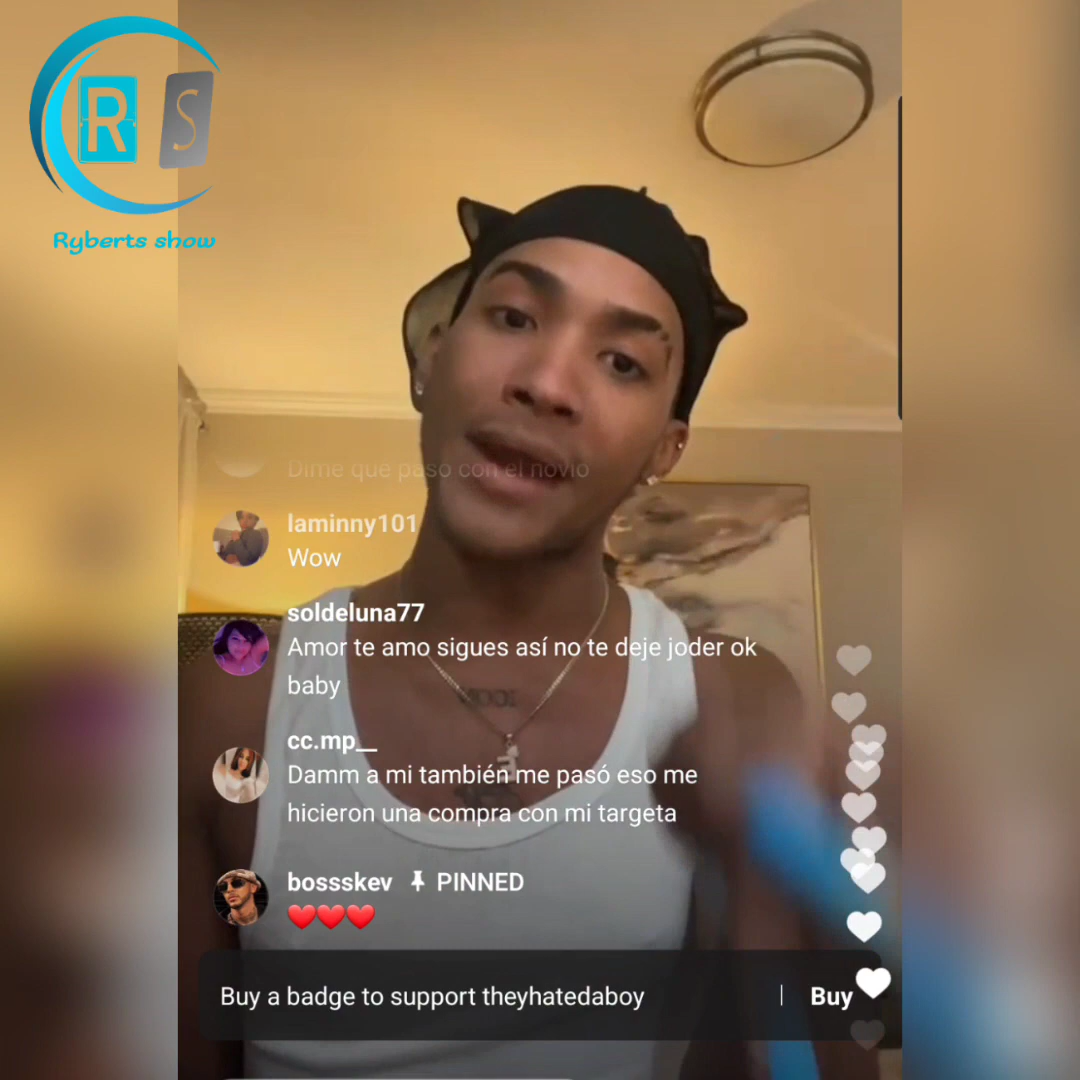 R S
Ryberts show
Dime que paso con el novio
laminny101
Wow
soldeluna77
Amor te amo sigues así no te deje joder ok
baby
cc.mp__
Damm a mi también me pasó eso me
hicieron una compra con mi targeta
bossskev PINNED
❤️❤️❤️
Buy a badge to support theyhatedaboy | Buy